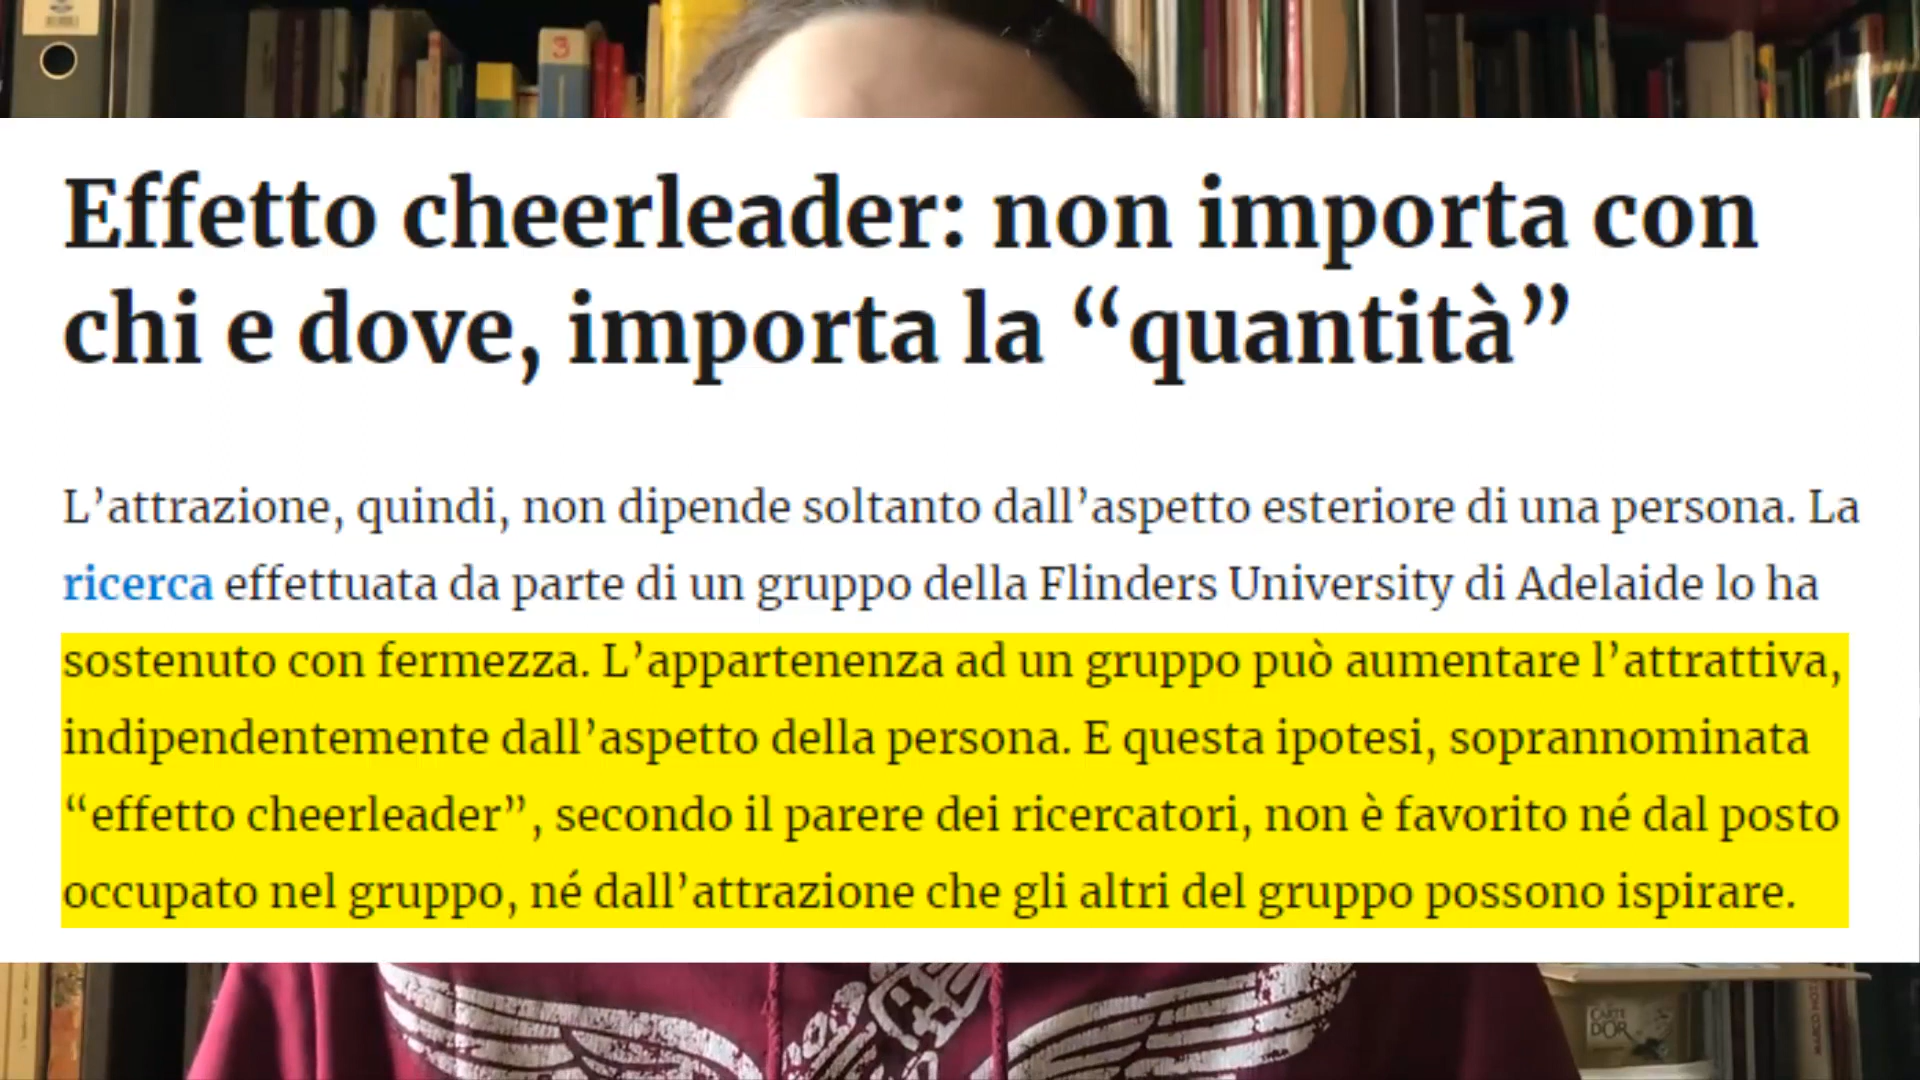 3
Effetto cheerleader: non importa con
chi e dove, importa la “quantità”
L’attrazione, quindi, non dipende soltanto dall’aspetto esteriore di una persona. La
ricerca effettuata da parte di un gruppo della Flinders University di Adelaide lo ha
sostenuto con fermezza. L’appartenenza ad un gruppo può aumentare l’attrattiva,
indipendentemente dall’aspetto della persona. E questa ipotesi, soprannominata
“effetto cheerleader”, secondo il parere dei ricercatori, non è favorito né dal posto
occupato nel gruppo, né dall’attrazione che gli altri del gruppo possono ispirare.
CARTE
D'OR